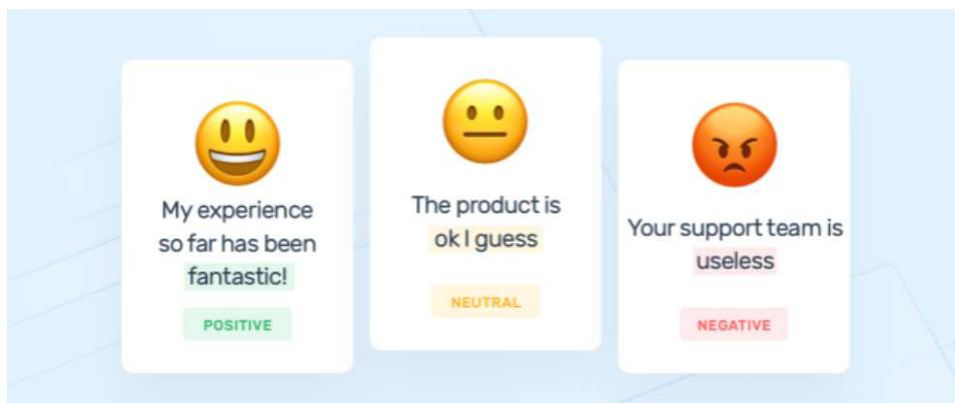 My experience
so far has been
fantastic!
POSITIVE
The product is
ok I guess
NEUTRAL
Your support team is
useless
NEGATIVE